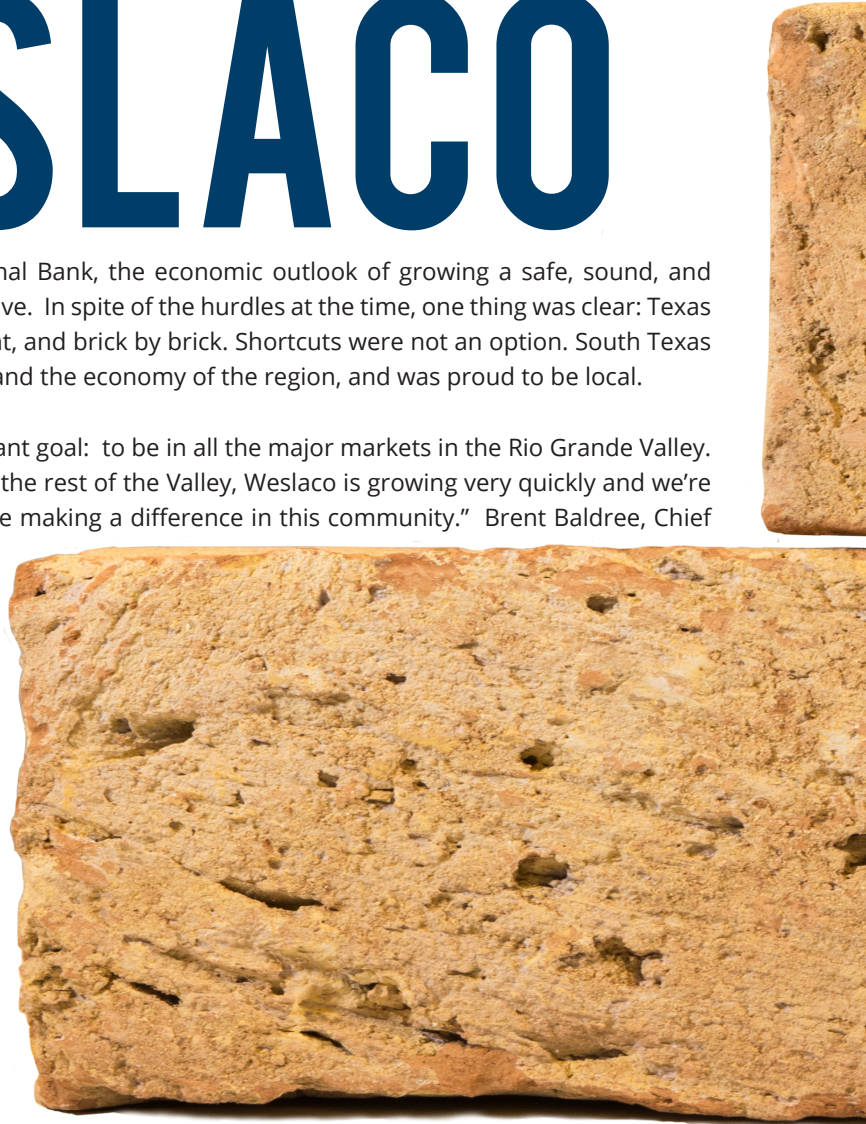 SLACO
nal Bank, the economic outlook of growing a safe, sound, and
ve. In spite of the hurdles at the time, one thing was clear: Texas
t, and brick by brick. Shortcuts were not an option. South Texas
and the economy of the region, and was proud to be local.
ant goal: to be in all the major markets in the Rio Grande Valley.
the rest of the Valley, Weslaco is growing very quickly and we’re
e making a difference in this community.” Brent Baldree, Chief